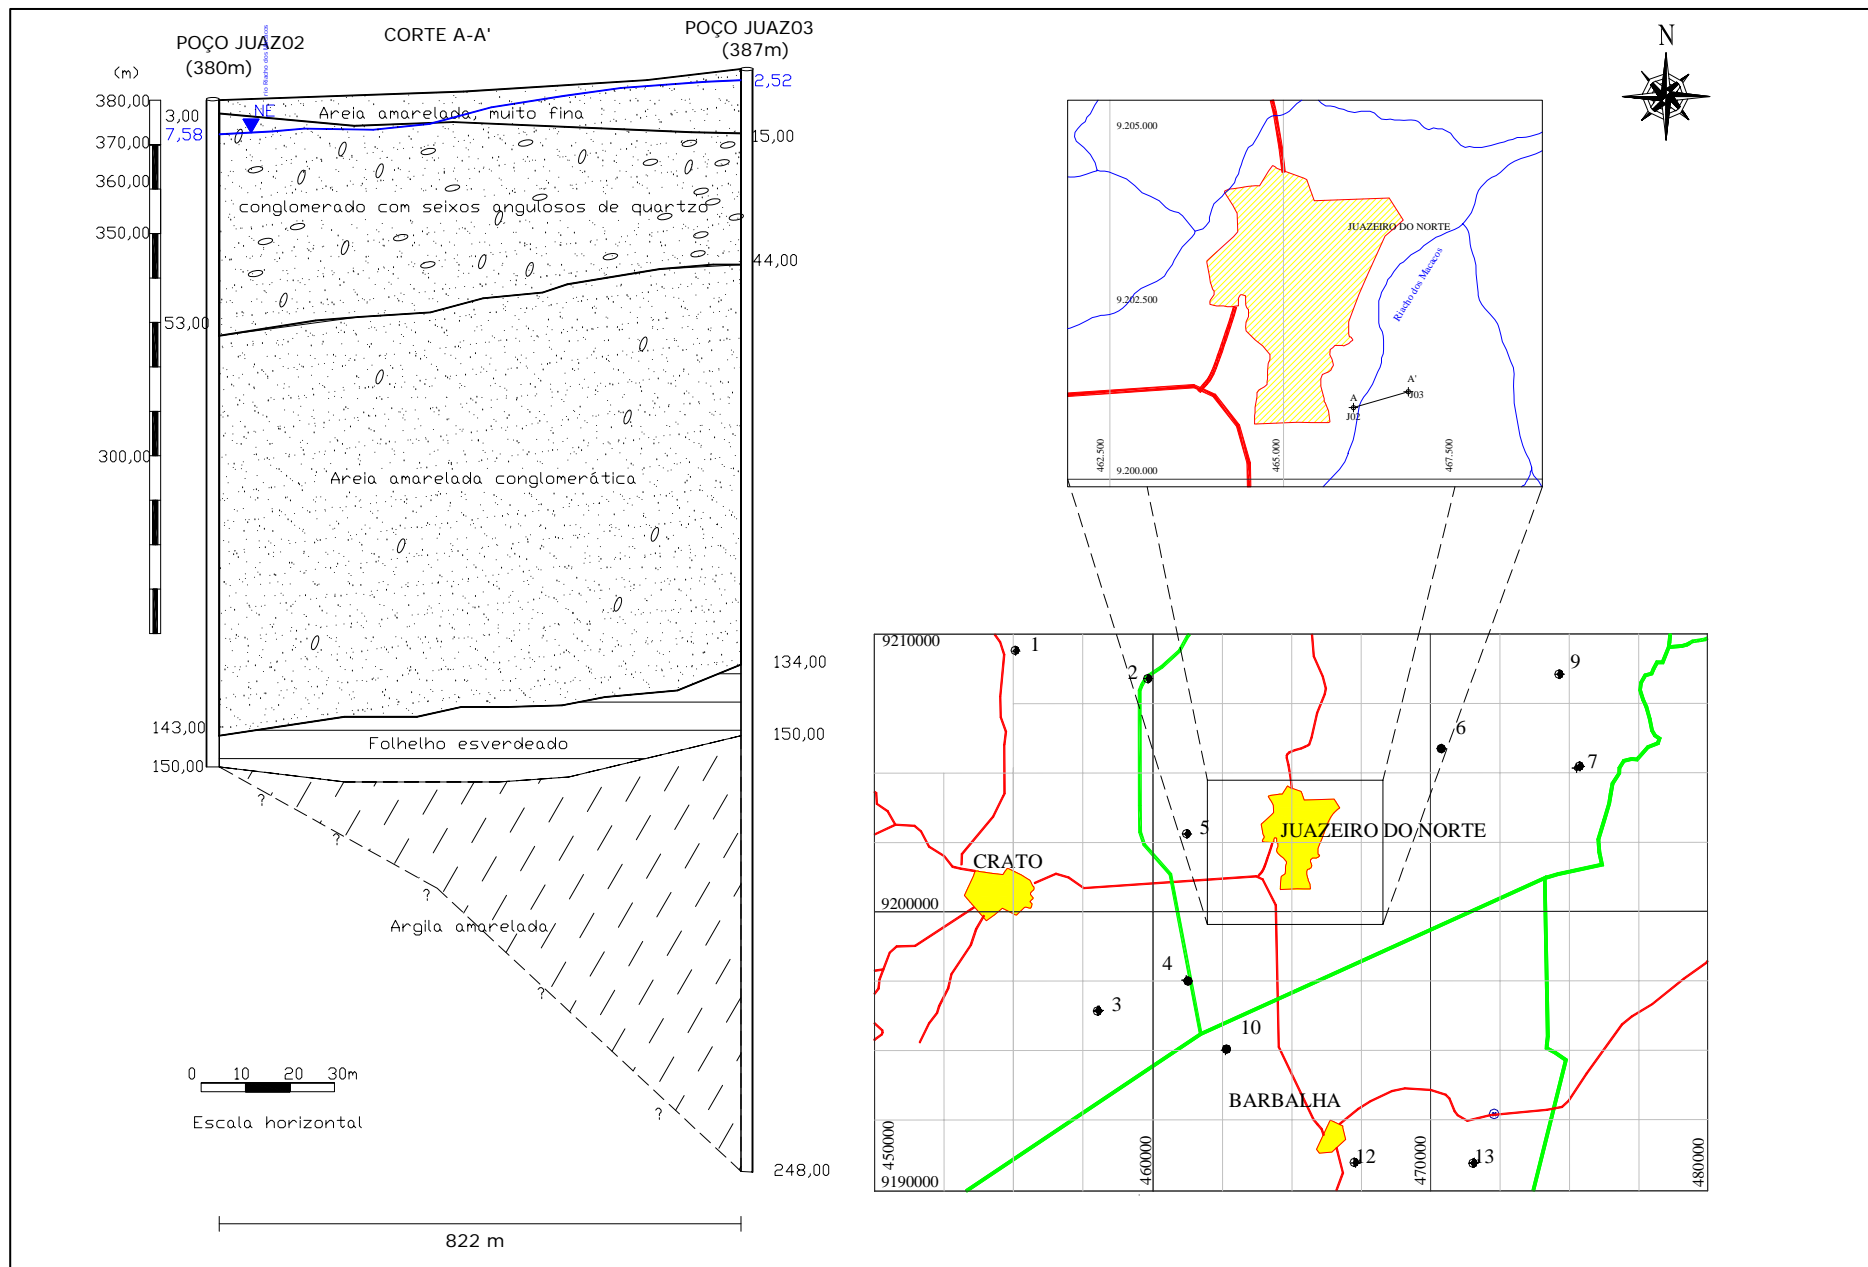 CORTE A-A'
POÇO JUAZ02
(380m)
POÇO JUAZ03
(387m)
(m)
380,00
370,00
360,00
350,00
300,00
3,00
7,58
53,00
143,00
150,00
rio Riacho dos Macacos
NE
2,52
15,00
44,00
134,00
150,00
248,00
Areia amarelada, muito fina
conglomerado com seixos angulosos de quartzo
Areia amarelada conglomerática
Folhelho esverdeado
?
?
?
?
?
?
Argila amarelada
0 10 20 30m
Escala horizontal
822 m
N
9.205.000
9.202.500
9.200.000
462.500
465.000
467.500
JUAZEIRO DO NORTE
Riacho dos Macacos
A
J02
A'
J03
9210000
9200000
9190000
450000
460000
470000
480000
1
2
9
6
7
5
JUAZEIRO DO NORTE
CRATO
4
3
10
BARBALHA
12
13